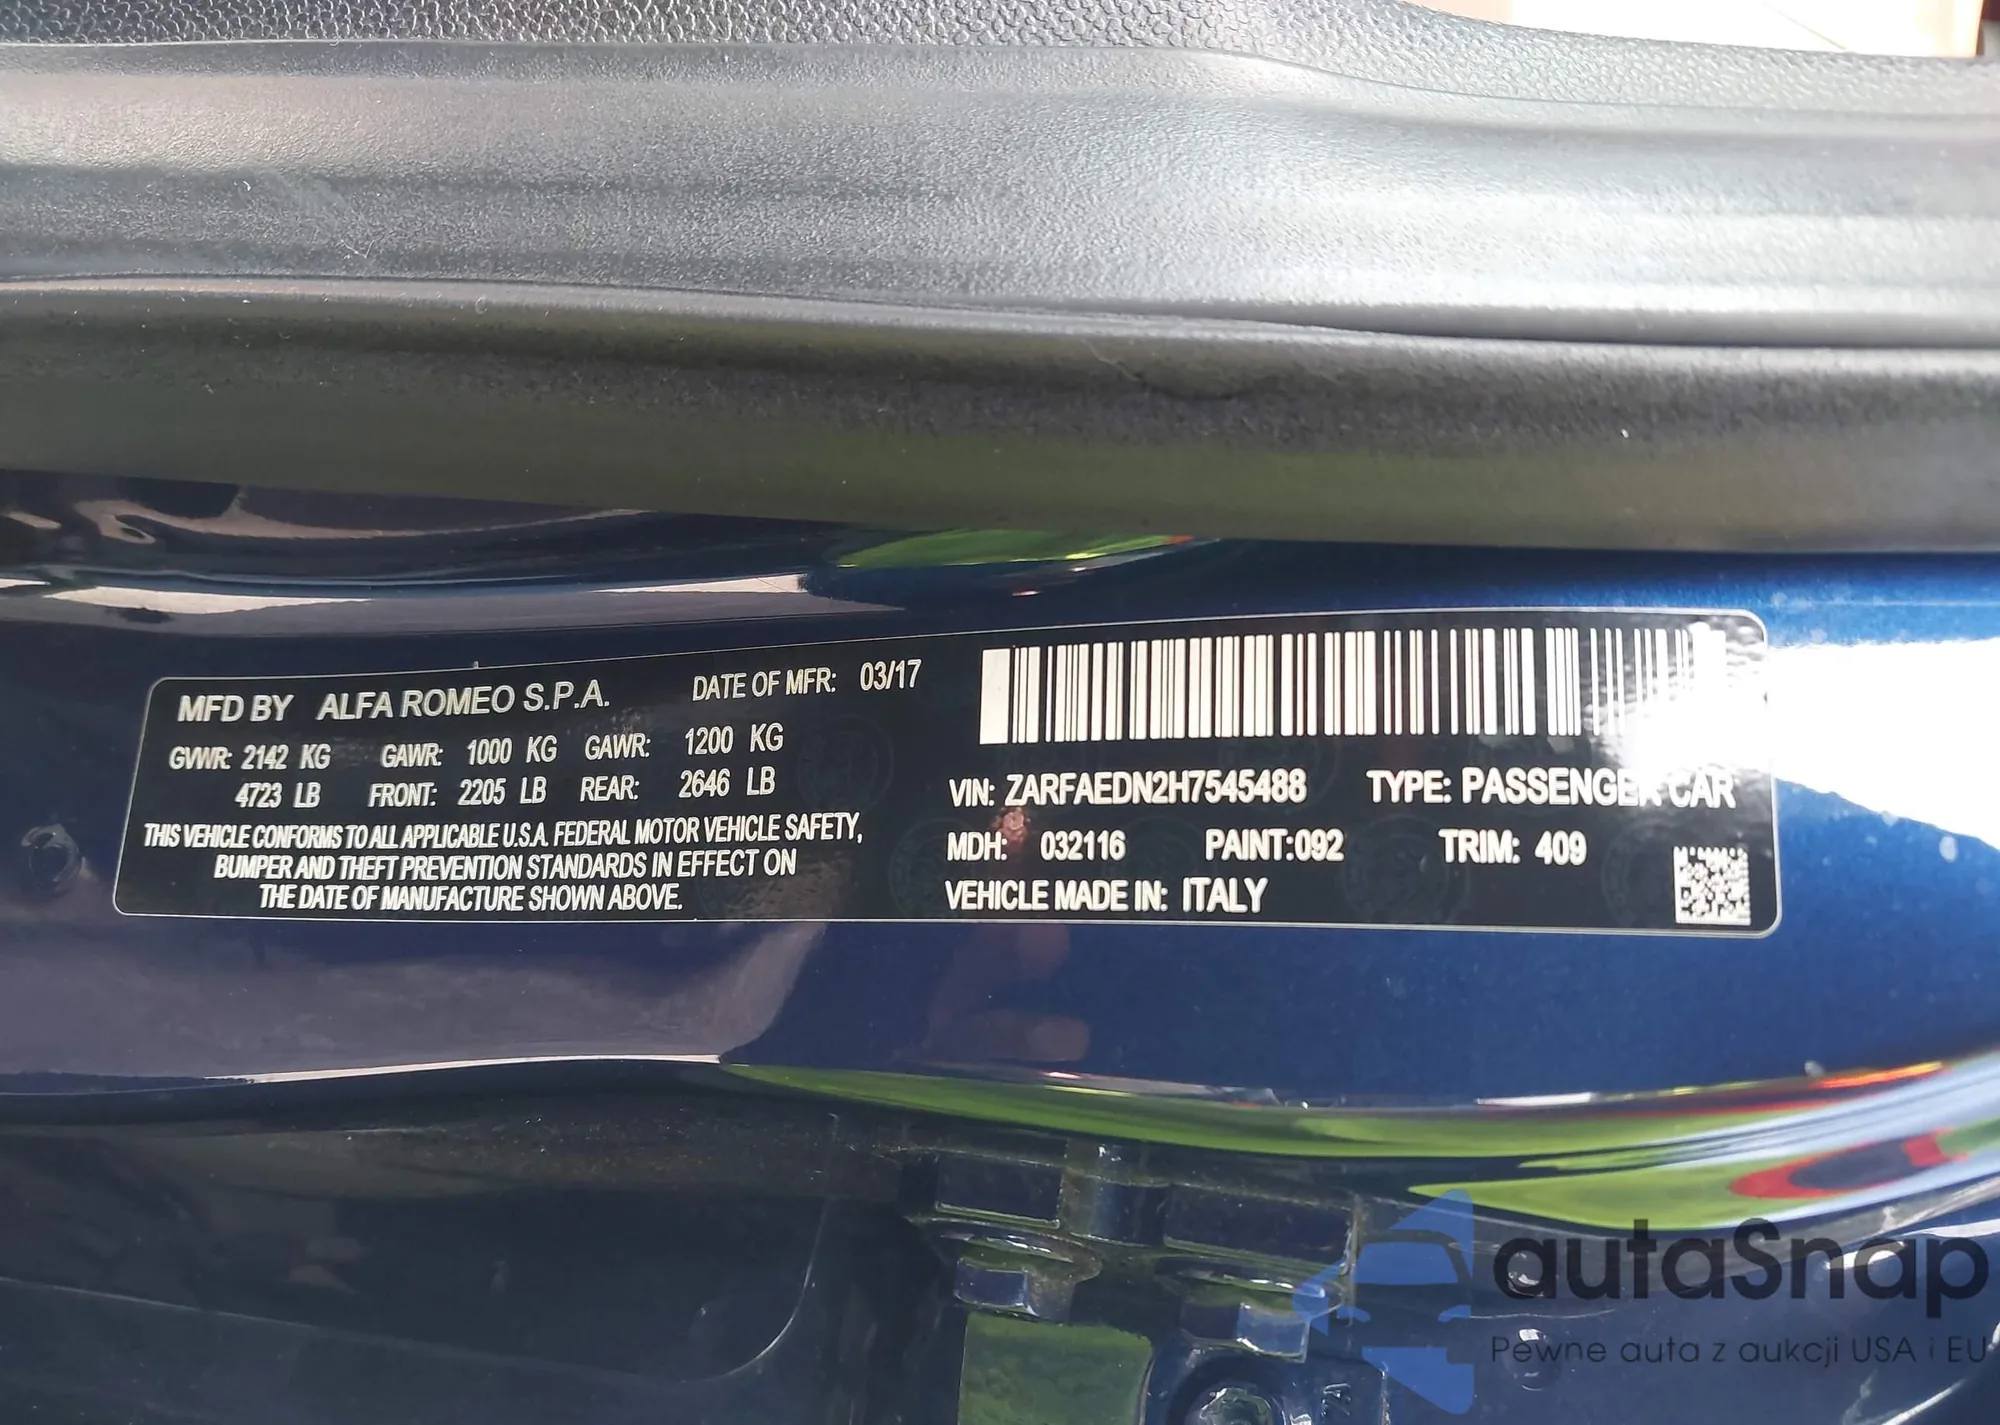 MFD BY ALFA ROMEO S.P.A. DATE OF MFR: 03/17
GVWR: 2142 KG GAWR: 1000 KG GAWR: 1200 KG
4723 LB FRONT: 2205 LB REAR: 2646 LB
THIS VEHICLE CONFORMS TO ALL APPLICABLE U.S.A. FEDERAL MOTOR VEHICLE SAFETY,
BUMPER AND THEFT PREVENTION STANDARDS IN EFFECT ON
THE DATE OF MANUFACTURE SHOWN ABOVE.
VIN: ZARFAEDN2H7545488 TYPE: PASSENGER CAR
MDH: 032116 PAINT:092 TRIM: 409
VEHICLE MADE IN: ITALY
autaSnap
Pewne auta z aukcji USA i EU